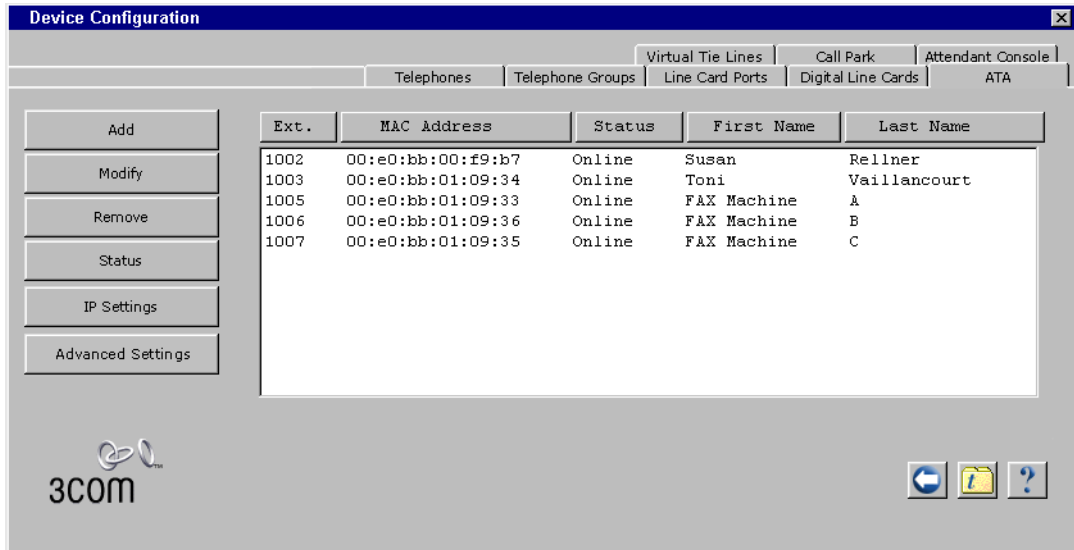 Device Configuration
Virtual Tie Lines Call Park Attendant Console
Telephones Telephone Groups Line Card Ports Digital Line Cards ATA
Add
Modify
Remove
Status
IP Settings
Advanced Settings
Ext. MAC Address Status First Name Last Name
1002 00:e0:bb:00:f9:b7 Online Susan Rellner
1003 00:e0:bb:01:09:34 Online Toni Vaillancourt
1005 00:e0:bb:01:09:33 Online FAX Machine A
1006 00:e0:bb:01:09:36 Online FAX Machine B
1007 00:e0:bb:01:09:35 Online FAX Machine C
TM
3COM
t ?